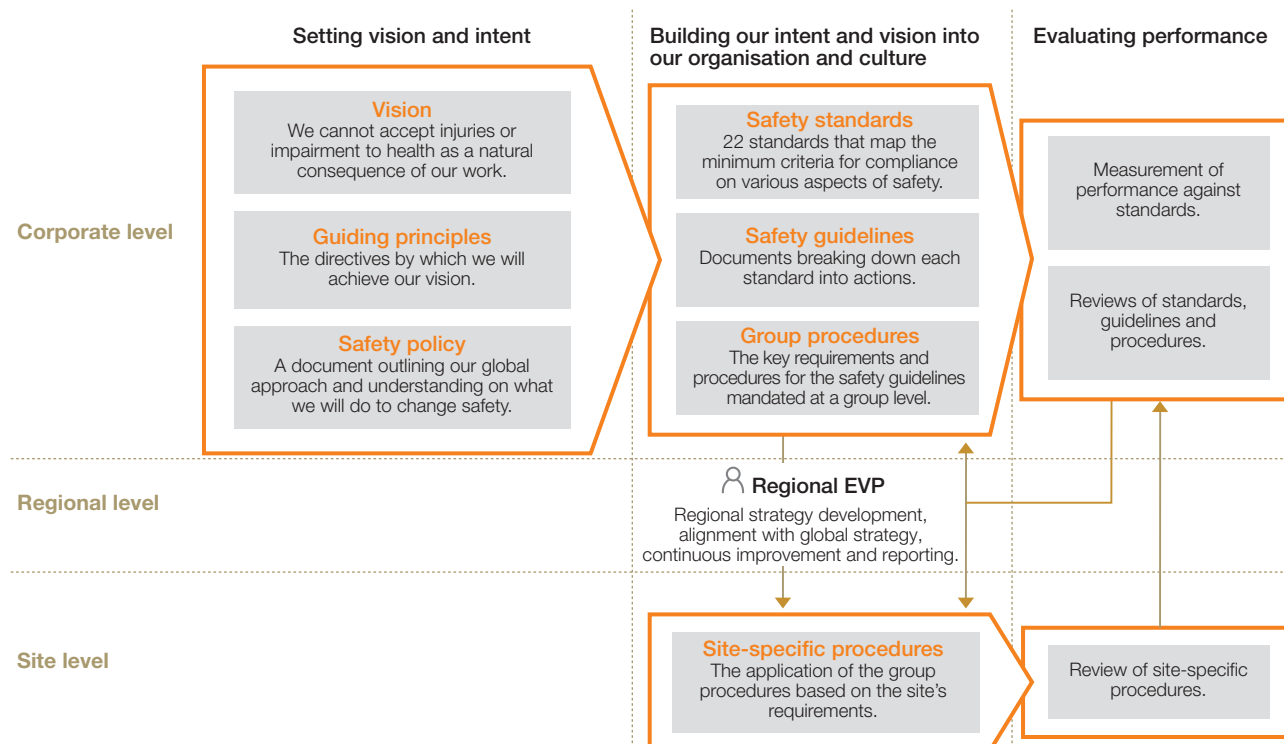 Setting vision and intent
Building our intent and vision into
our organisation and culture
Evaluating performance
Corporate level
Vision
We cannot accept injuries or
impairment to health as a natural
consequence of our work.
Guiding principles
The directives by which we will
achieve our vision.
Safety policy
A document outlining our global
approach and understanding on what
we will do to change safety.
Safety standards
22 standards that map the
minimum criteria for compliance
on various aspects of safety.
Safety guidelines
Documents breaking down each
standard into actions.
Group procedures
The key requirements and
procedures for the safety guidelines
mandated at a group level.
Measurement of
performance against
standards.
Reviews of standards,
guidelines and
procedures.
Regional level
Regional EVP
Regional strategy development,
alignment with global strategy,
continuous improvement and reporting.
Site level
Site-specific procedures
The application of the group
procedures based on the site’s
requirements.
Review of site-specific
procedures.